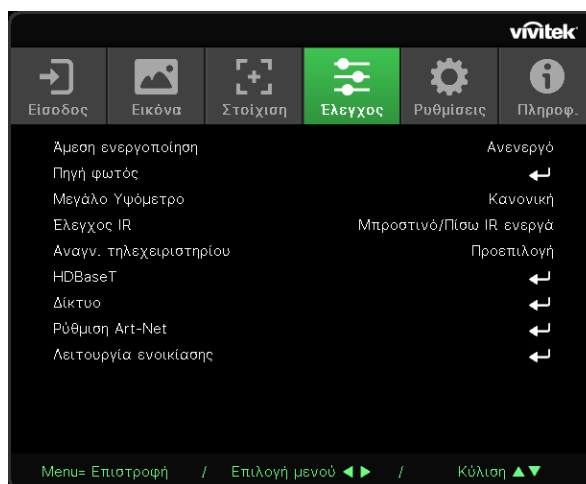 vivitek
Είσοδος Εικόνα Στοίχιση Έλεγχος Ρυθμίσεις Πληροφ.
Άμεση ενεργοποίηση Ανενεργό
Πηγή φωτός
Μεγάλο Υψόμετρο Κανονική
Έλεγχος IR Μπροστινό/Πίσω IR ενεργά
Αναγν. τηλεχειριστηρίου Προεπιλογή
HDBaseT
Δίκτυο
Ρύθμιση Art-Net
Λειτουργία ενοικίασης
Menu= Επιστροφή / Επιλογή μενού ◀ ▶ / Κύλιση ▲▼